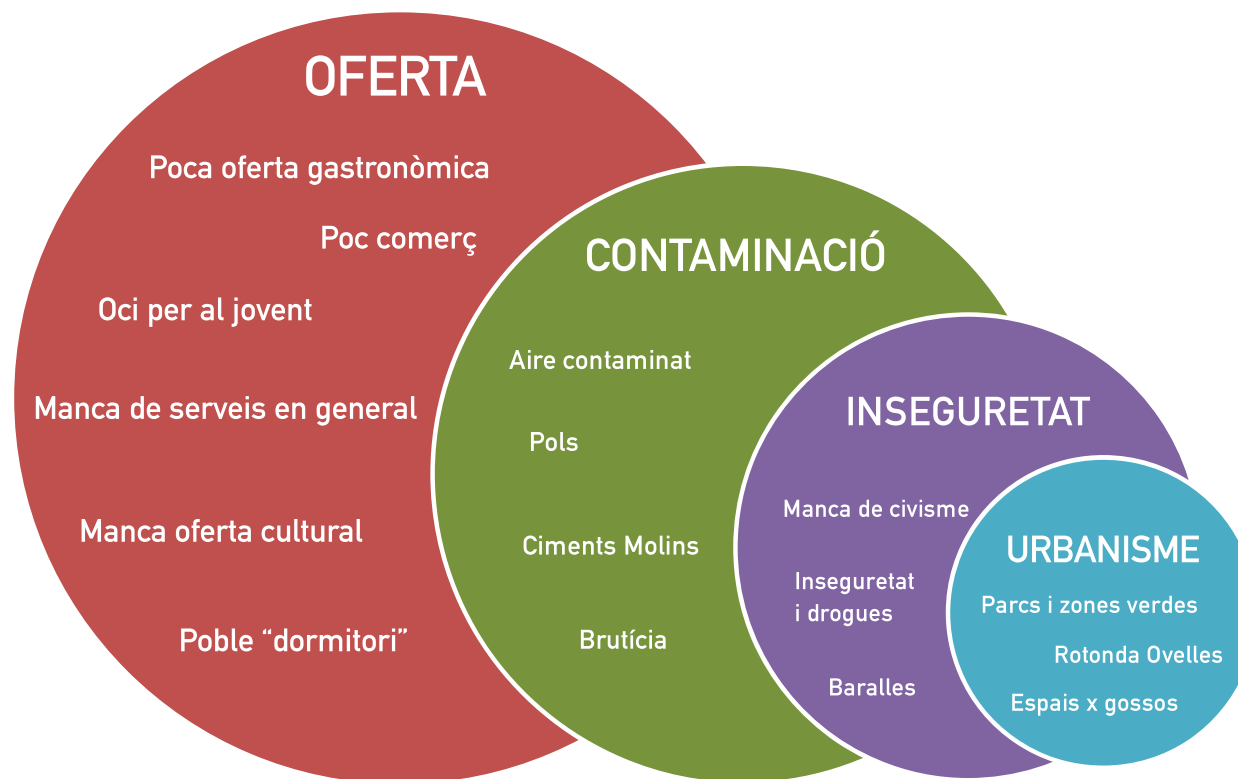 OFERTA
Poca oferta gastronòmica
Poc comerç
Oci per al jovent
Manca de serveis en general
Manca oferta cultural
Poble “dormitori”
CONTAMINACIÓ
Aire contaminat
Pols
Ciments Molins
Brutícia
INSEGURETAT
Manca de civisme
Inseguretat
i drogues
Baralles
URBANISME
Parcs i zones verdes
Rotonda Ovelles
Espais x gossos